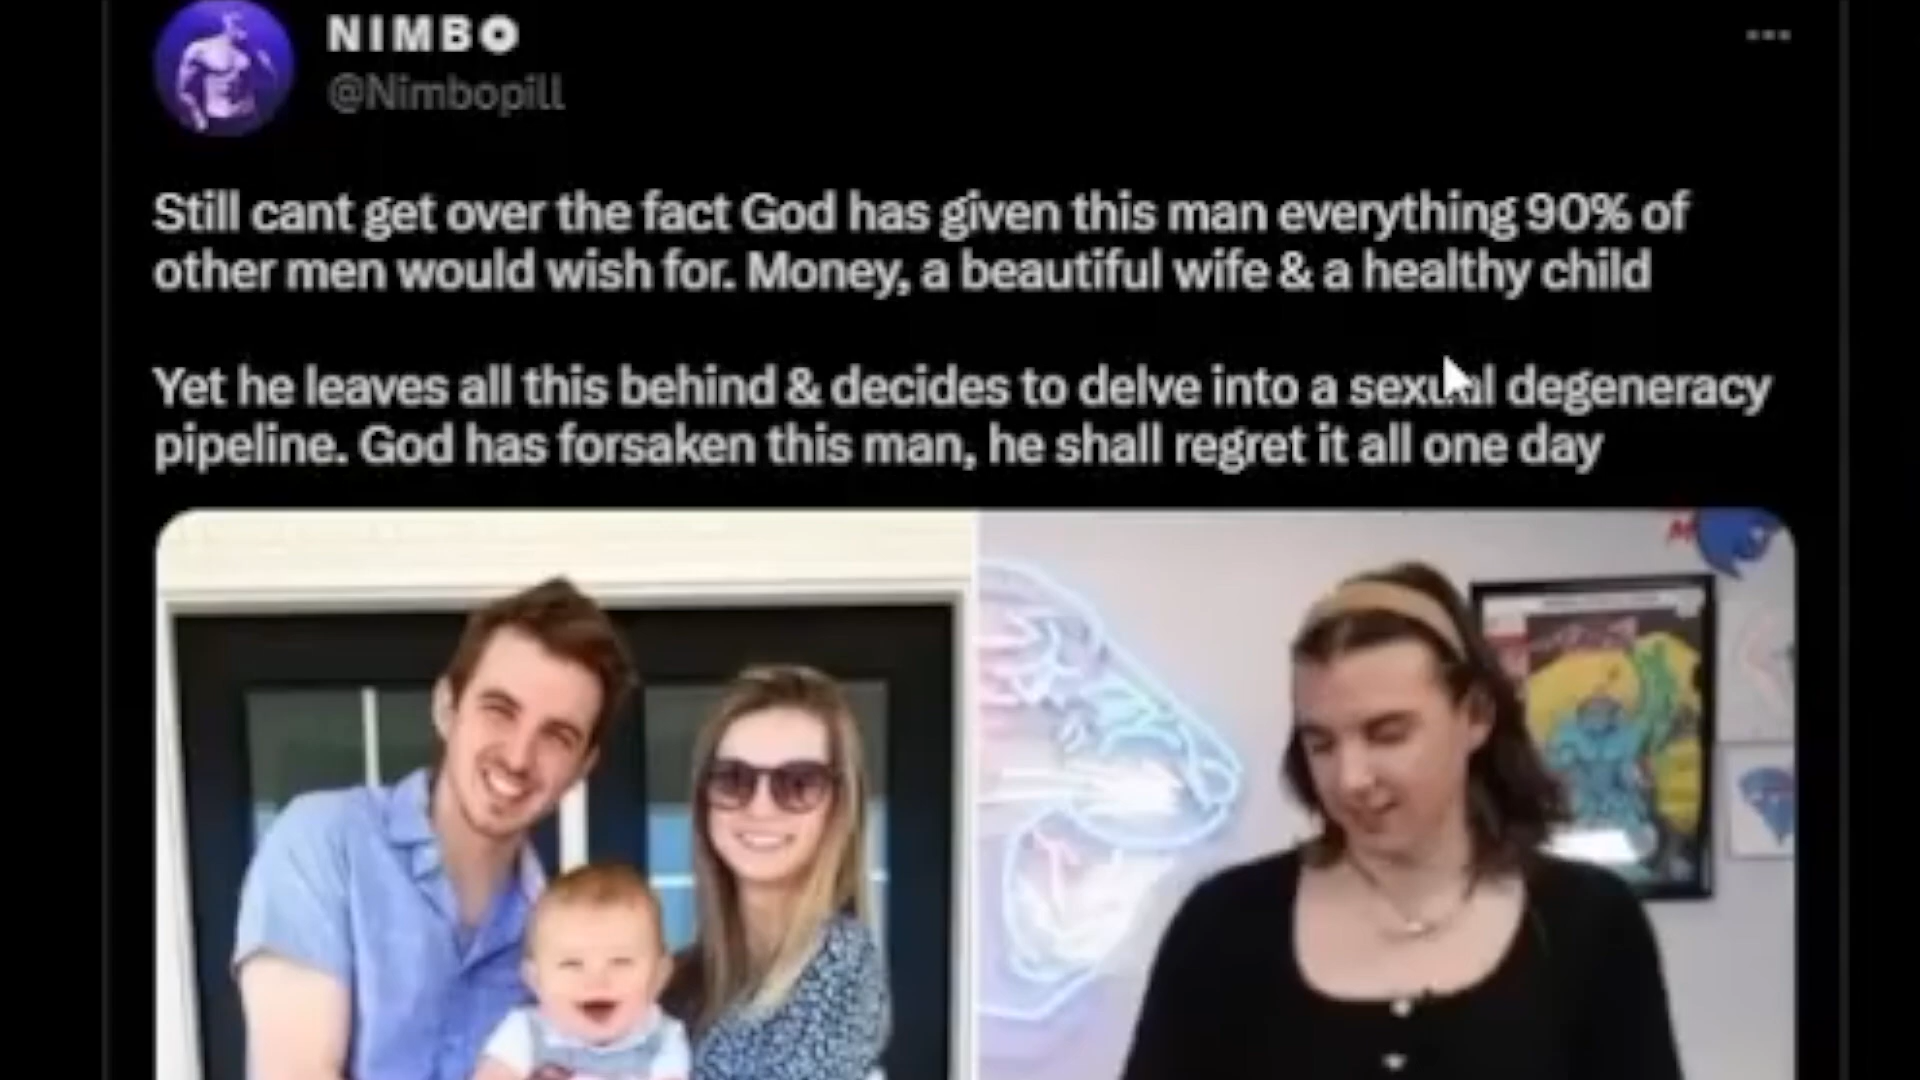 NIMBO
@Nimbopill
Still cant get over the fact God has given this man everything 90% of
other men would wish for. Money, a beautiful wife & a healthy child
Yet he leaves all this behind & decides to delve into a sexual degeneracy
pipeline. God has forsaken this man, he shall regret it all one day